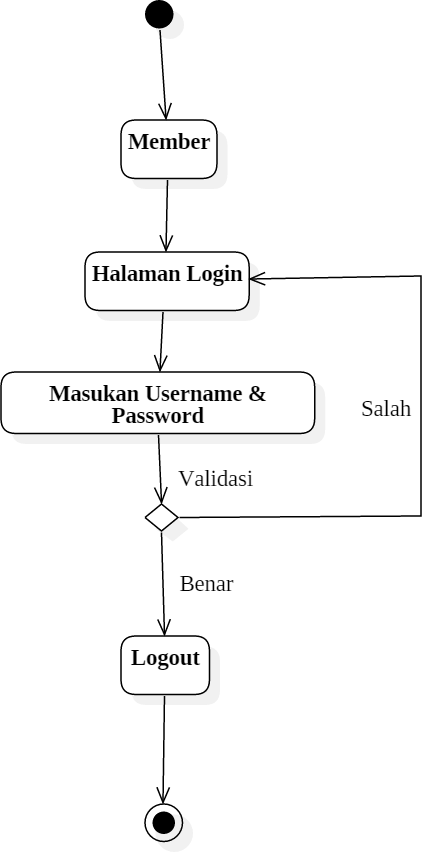 Member
Halaman Login
Masukan Username &
Password
Salah
Validasi
Benar
Logout